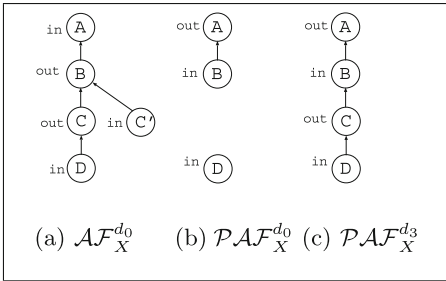 in A out A out A
out B in B in B
out C in C' out C
in D in D in D
(a) 𝒜ℱ_X^{d_0} (b) 𝒫𝒜ℱ_X^{d_0} (c) 𝒫𝒜ℱ_X^{d_3}